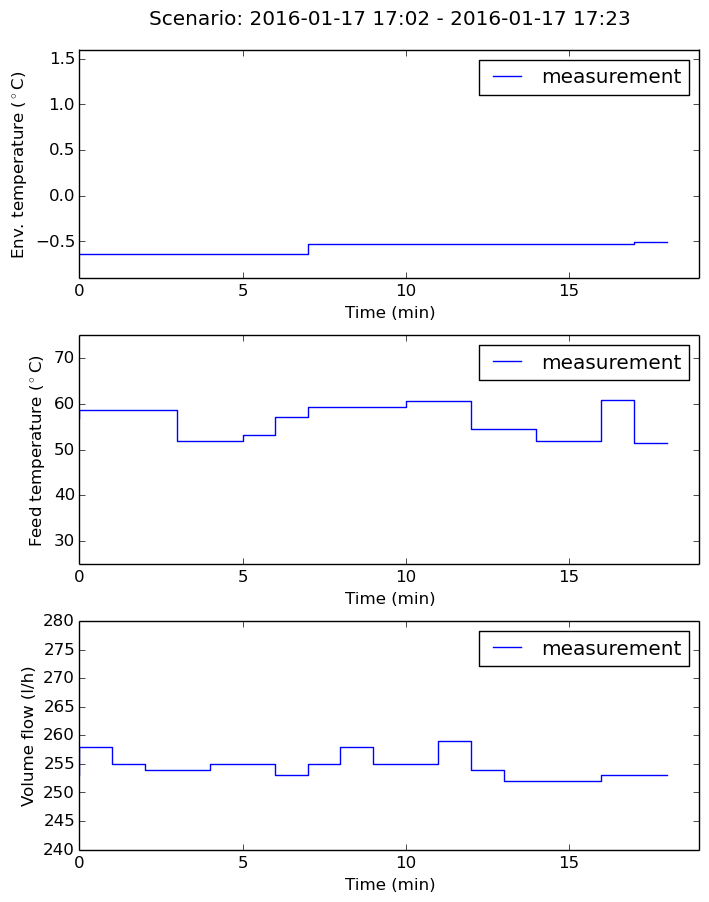 Scenario: 2016-01-17 17:02 - 2016-01-17 17:23
1.5
1.0
0.5
0.0
−0.5
Env. temperature (°C)
measurement
0 5 10 15
Time (min)
70
60
50
40
30
Feed temperature (°C)
measurement
0 5 10 15
Time (min)
280
275
270
265
260
255
250
245
240
Volume flow (l/h)
measurement
0 5 10 15
Time (min)